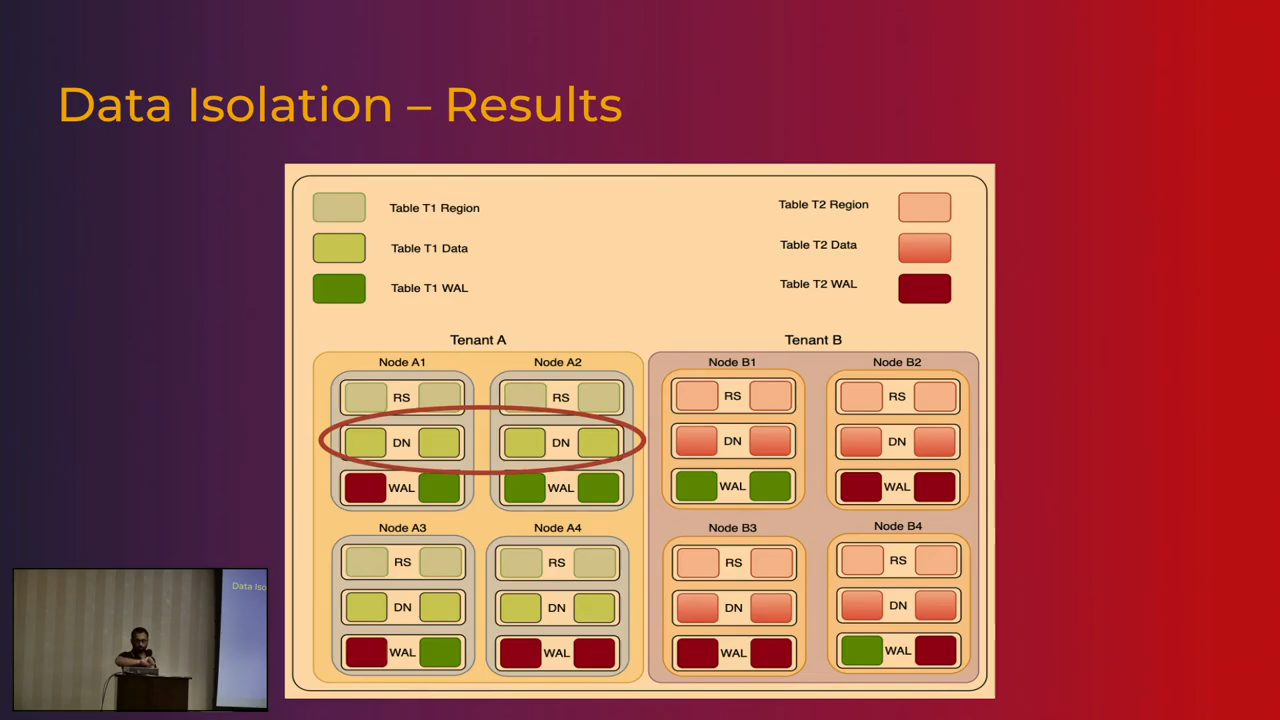 Data Isolation – Results
Table T1 Region
Table T2 Region
Table T1 Data
Table T2 Data
Table T1 WAL
Table T2 WAL
Tenant A
Tenant B
Node A1
Node A2
Node B1
Node B2
RS
RS
RS
RS
DN
DN
DN
DN
WAL
WAL
WAL
WAL
Node A3
Node A4
Node B3
Node B4
RS
RS
RS
RS
DN
DN
DN
DN
WAL
WAL
WAL
WAL
Data Iso